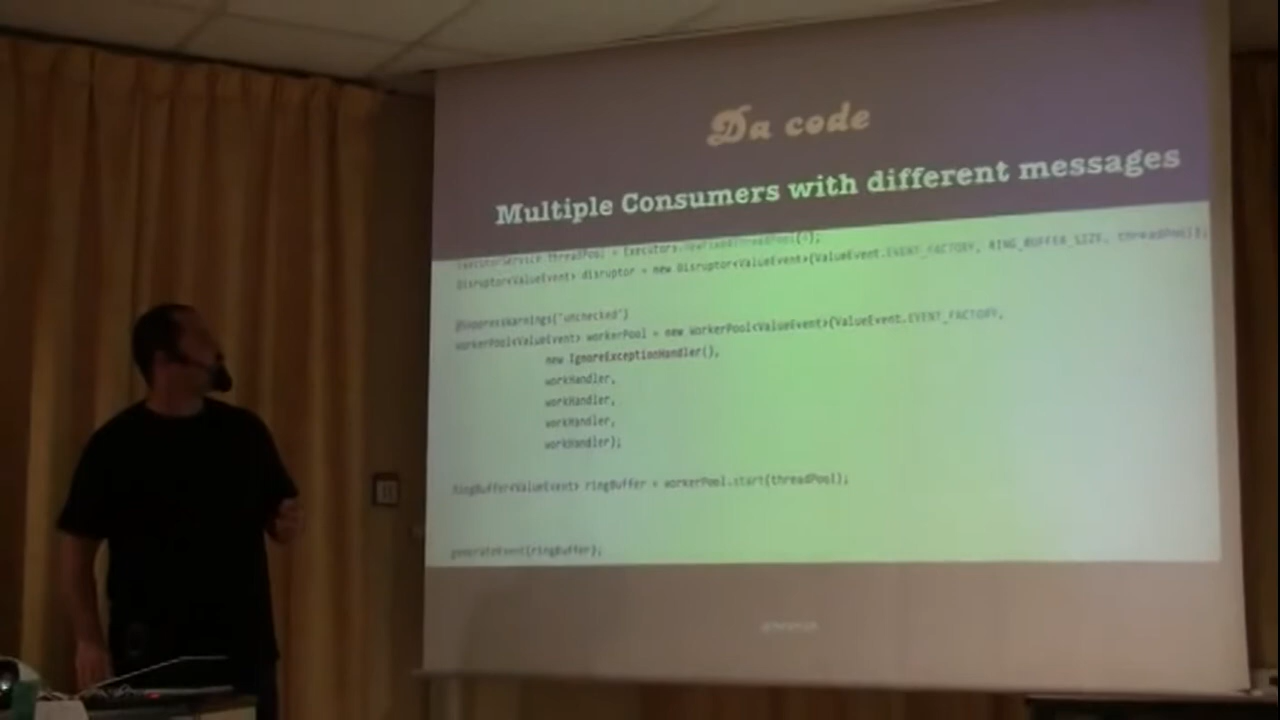 Da code
Multiple Consumers with different messages
ExecutorService threadPool = Executors.newFixedThreadPool(4);
Disruptor<ValueEvent> disruptor = new Disruptor<ValueEvent>(ValueEvent.EVENT_FACTORY, RING_BUFFER_SIZE, threadPool);
@SuppressWarnings("unchecked")
WorkerPool<ValueEvent> workerPool = new WorkerPool<ValueEvent>(ValueEvent.EVENT_FACTORY,
new IgnoreExceptionHandler(),
workHandler,
workHandler,
workHandler,
workHandler);
RingBuffer<ValueEvent> ringBuffer = workerPool.start(threadPool);
generateEvent(ringBuffer);